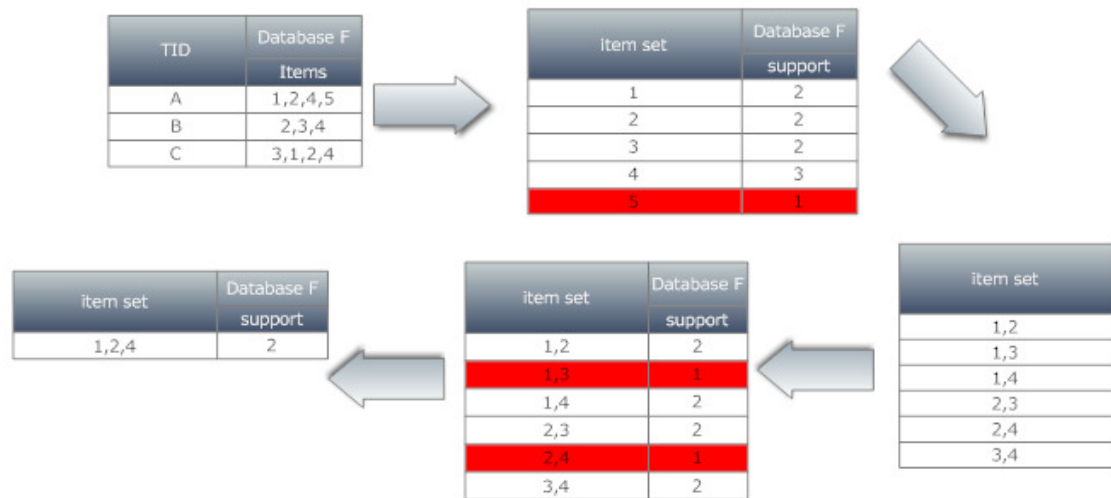 TID Database F
Items
A 1,2,4,5
B 2,3,4
C 3,1,2,4
item set Database F
support
1 2
2 2
3 2
4 3
5 1
item set
1,2
1,3
1,4
2,3
2,4
3,4
item set Database F
support
1,2 2
1,3 1
1,4 2
2,3 2
2,4 1
3,4 2
item set Database F
support
1,2,4 2